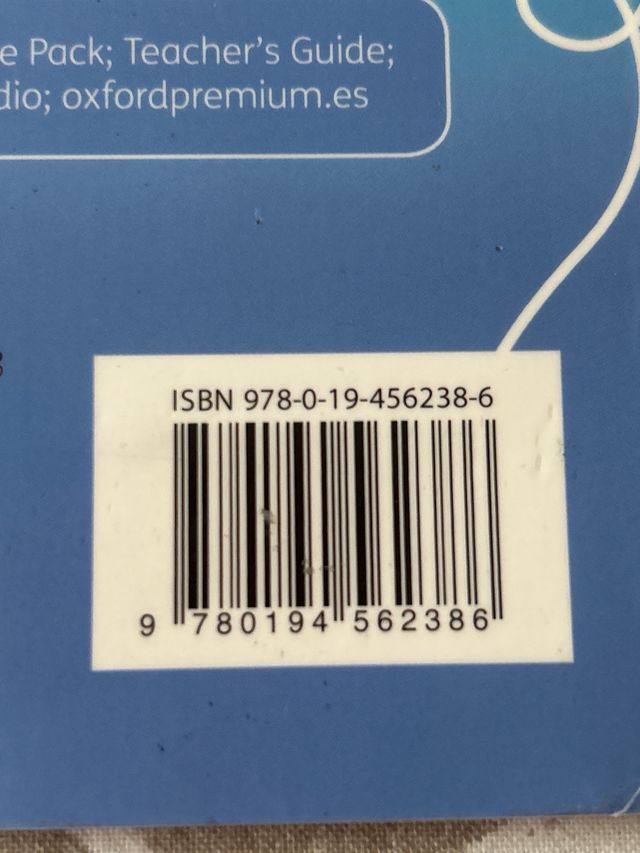 e Pack; Teacher's Guide;
dio; oxfordpremium.es
ISBN 978-0-19-456238-6
9 780194 562386